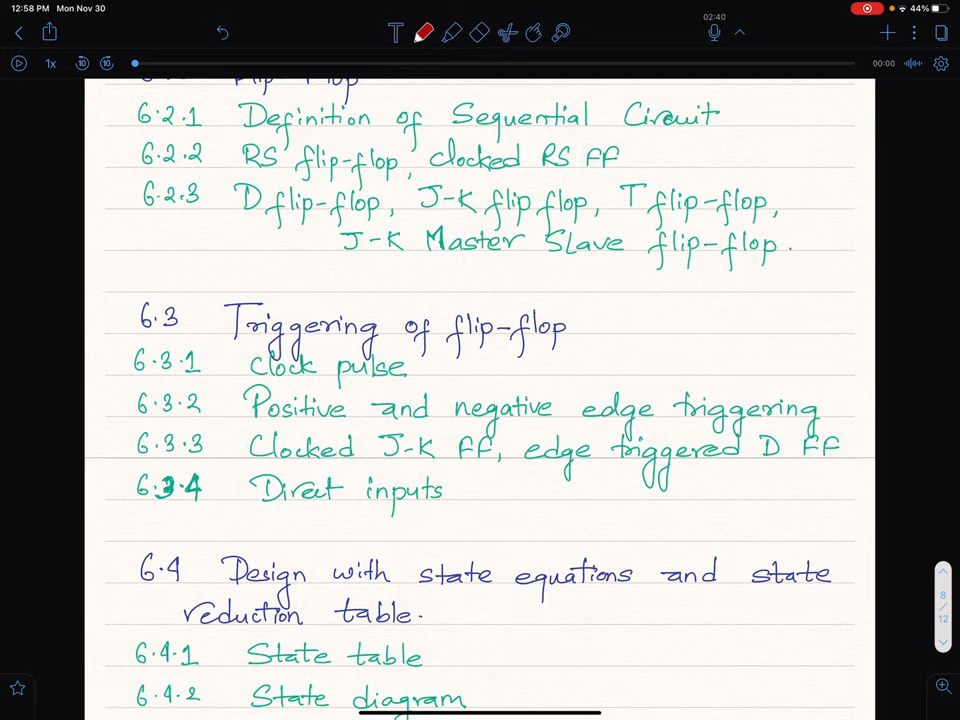 12:58 PM Mon Nov 30
44%
02:40
1x
10
10
00:00
Flip-Flop
6.2.1 Definition of Sequential Circuit
6.2.2 RS flip-flop, clocked RS FF
6.2.3 D flip-flop, J-K flip flop, T flip-flop,
J-K Master Slave flip-flop.
6.3 Triggering of flip-flop
6.3.1 Clock pulse
6.3.2 Positive and negative edge triggering
6.3.3 Clocked J-K FF, edge triggered D FF
6.3.4 Direct inputs
6.4 Design with state equations and state
reduction table.
6.4.1 State table
6.4.2 State diagram
8
/
12